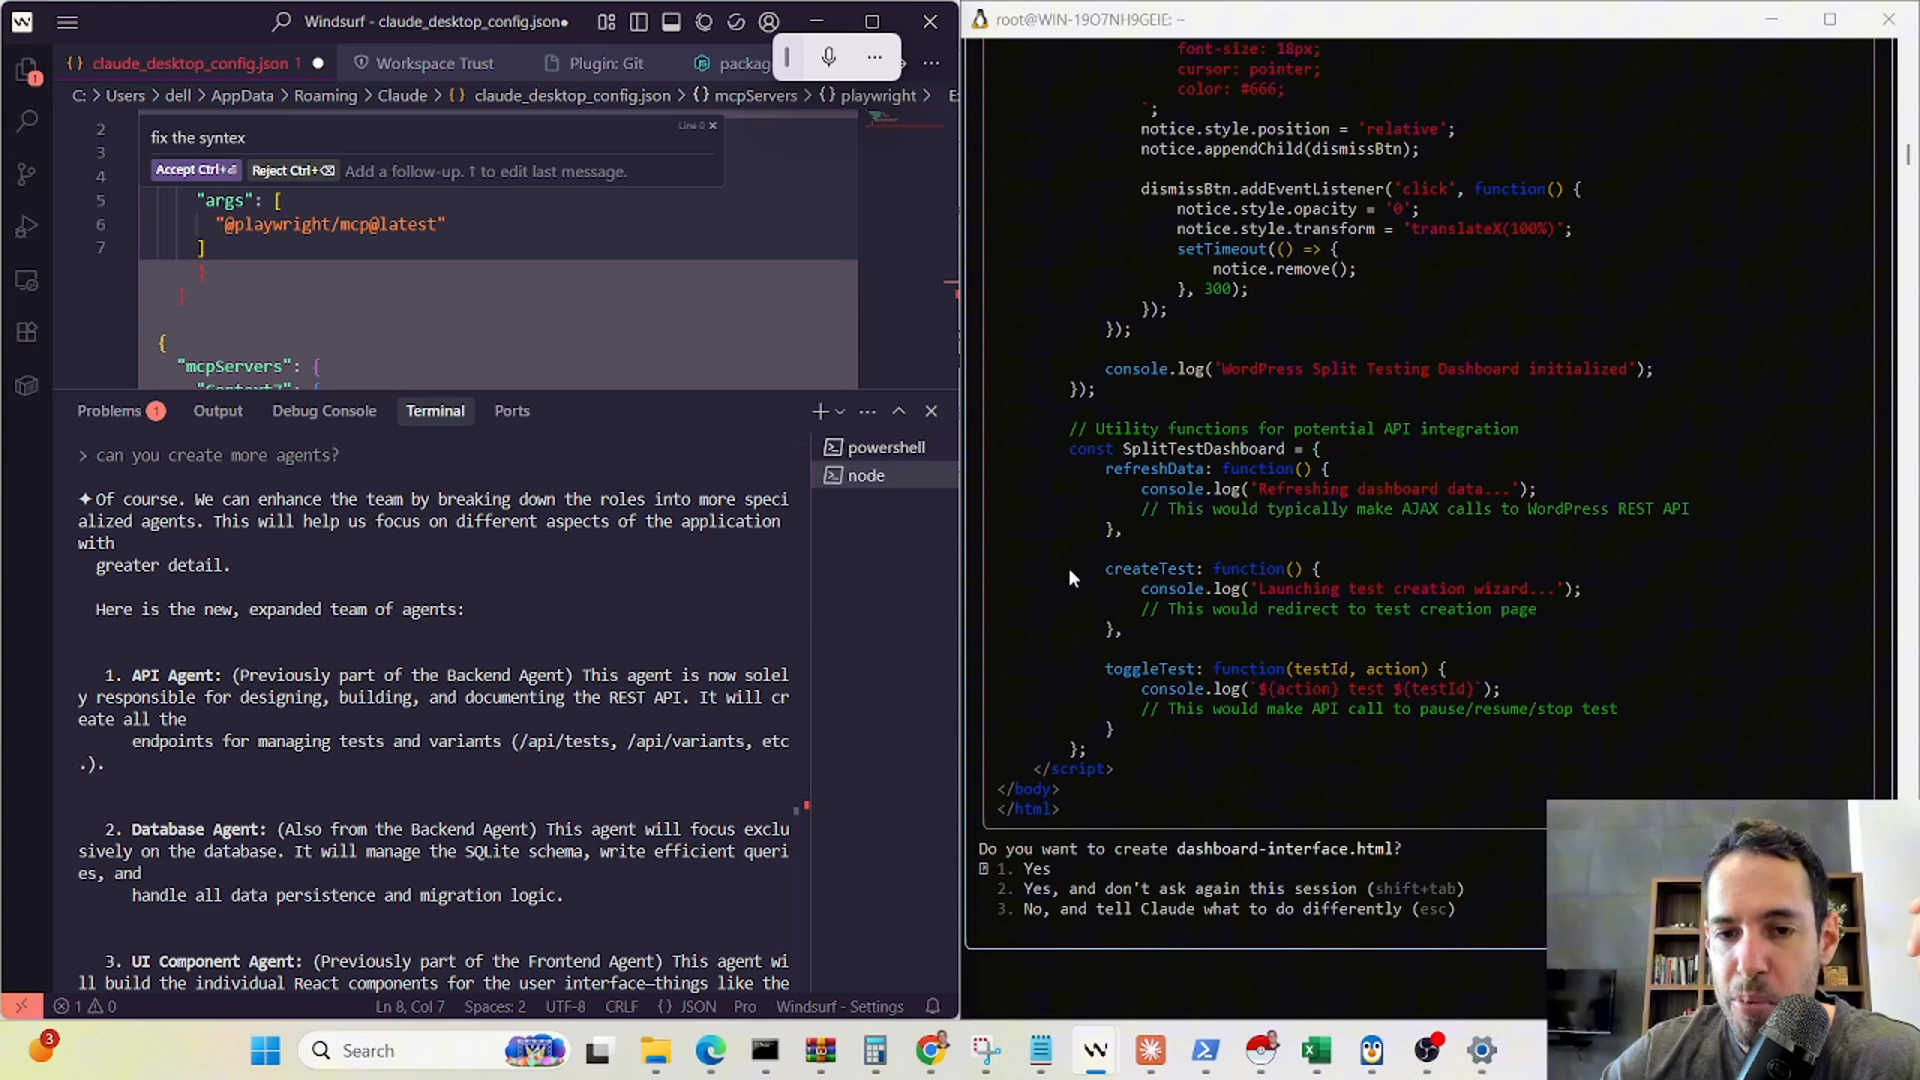 Windsurf - claude_desktop_config.json●
claude_desktop_config.json 1
Workspace Trust
Plugin: Git
packag
C: > Users > dell > AppData > Roaming > Claude > {} claude_desktop_config.json > {} mcpServers > {} playwright >
2
3
4
5
6
7
fix the syntex
Line 0
Accept Ctrl+⏎
Reject Ctrl+⌫
Add a follow-up. ↑ to edit last message.
"args": [
"@playwright/mcp@latest"
]
}
}
{
"mcpServers": {
Problems 1
Output
Debug Console
Terminal
Ports
powershell
node
> can you create more agents?
✦Of course. We can enhance the team by breaking down the roles into more speci
alized agents. This will help us focus on different aspects of the application
with
greater detail.
Here is the new, expanded team of agents:
1. API Agent: (Previously part of the Backend Agent) This agent is now solel
y responsible for designing, building, and documenting the REST API. It will cr
eate all the
endpoints for managing tests and variants (/api/tests, /api/variants, etc
.).
2. Database Agent: (Also from the Backend Agent) This agent will focus exclu
sively on the database. It will manage the SQLite schema, write efficient queri
es, and
handle all data persistence and migration logic.
3. UI Component Agent: (Previously part of the Frontend Agent) This agent wi
ll build the individual React components for the user interface—things like the
1 0
Ln 8, Col 7
Spaces: 2
UTF-8
CRLF
{} JSON
Pro
Windsurf - Settings
root@WIN-19O7NH9GEIE: ~
font-size: 18px;
cursor: pointer;
color: #666;
`;
notice.style.position = 'relative';
notice.appendChild(dismissBtn);
dismissBtn.addEventListener('click', function() {
notice.style.opacity = '0';
notice.style.transform = 'translateX(100%)';
setTimeout(() => {
notice.remove();
}, 300);
});
});
console.log('WordPress Split Testing Dashboard initialized');
});
// Utility functions for potential API integration
const SplitTestDashboard = {
refreshData: function() {
console.log('Refreshing dashboard data...');
// This would typically make AJAX calls to WordPress REST API
},
createTest: function() {
console.log('Launching test creation wizard...');
// This would redirect to test creation page
},
toggleTest: function(testId, action) {
console.log(`${action} test ${testId}`);
// This would make API call to pause/resume/stop test
}
};
</script>
</body>
</html>
Do you want to create dashboard-interface.html?
1. Yes
2. Yes, and don't ask again this session (shift+tab)
3. No, and tell Claude what to do differently (esc)
3
Search